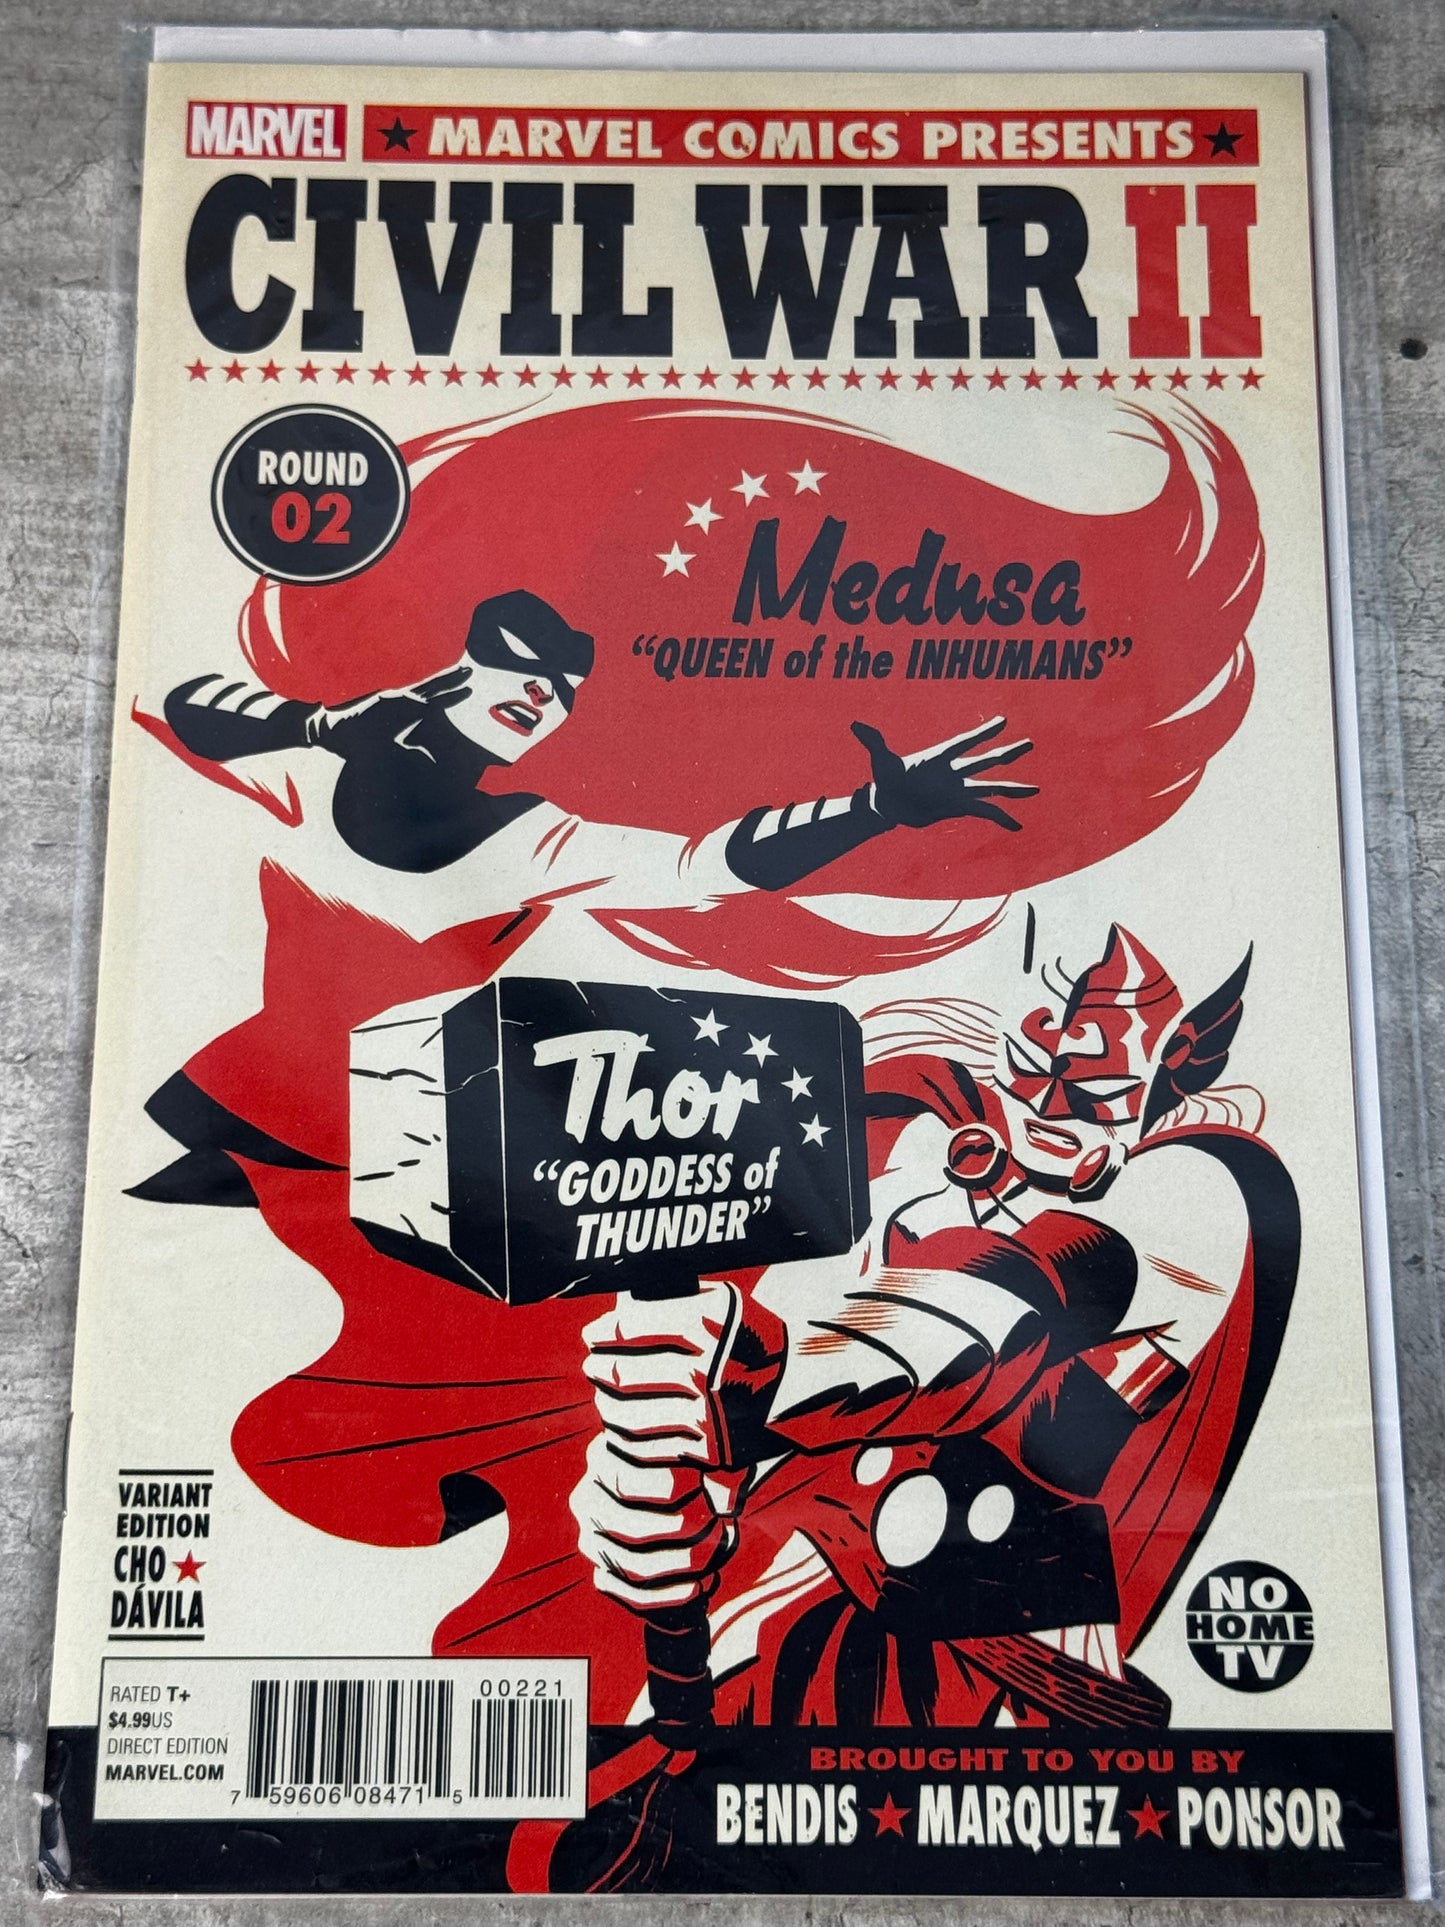 MARVEL
★ MARVEL COMICS PRESENTS ★
CIVIL WAR II
ROUND
02
Medusa
“QUEEN of the INHUMANS”
Thor
“GODDESS of
THUNDER”
VARIANT
EDITION
CHO ★
DÁVILA
NO
HOME
TV
RATED T+
$4.99US
DIRECT EDITION
MARVEL.COM
00221
7 59606 08471 5
BROUGHT TO YOU BY
BENDIS ★ MARQUEZ ★ PONSOR